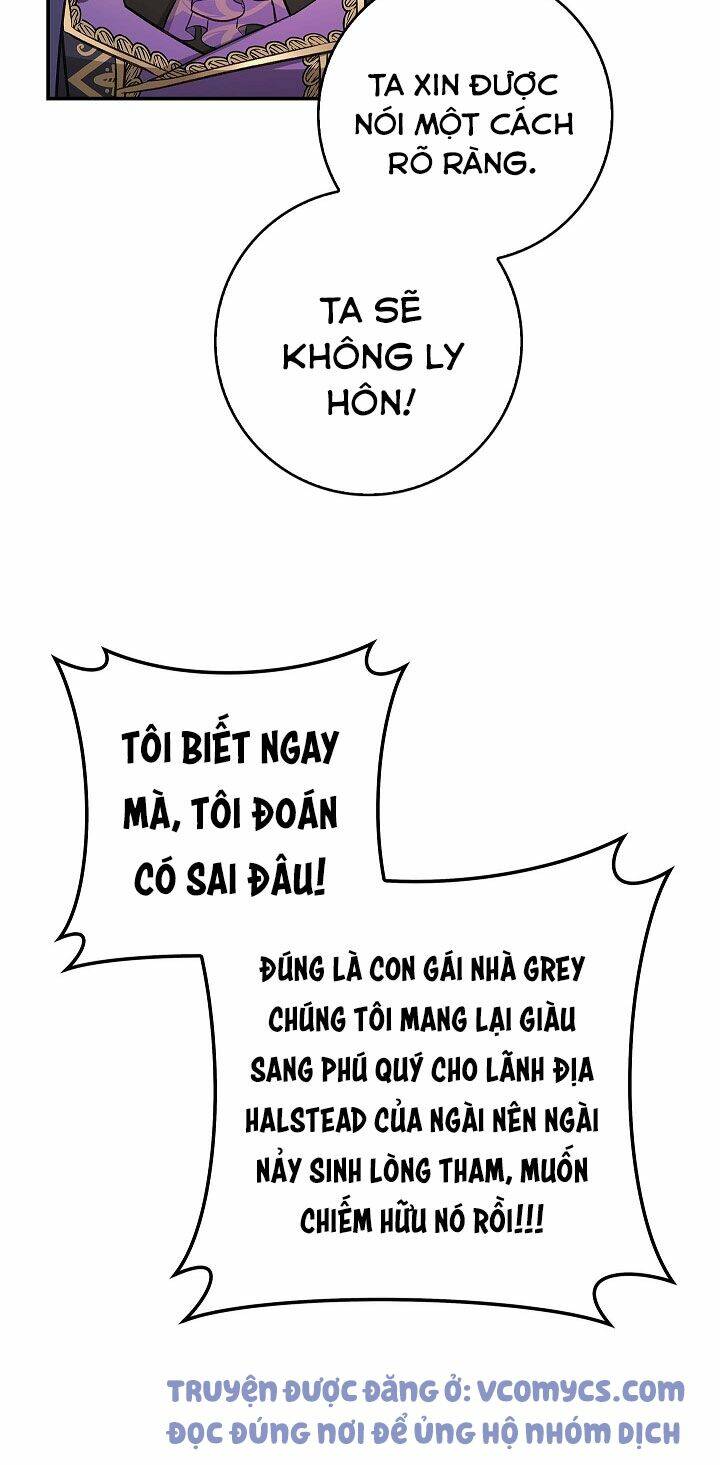 TA XIN ĐƯỢC
NÓI MỘT CÁCH
RÕ RÀNG.
TA SẼ
KHÔNG LY
HÔN!
TÔI BIẾT NGAY
MÀ, TÔI ĐOÁN
CÓ SAI ĐÂU!
ĐÚNG LÀ CON GÁI NHÀ GREY
CHÚNG TÔI MANG LẠI GIÀU
SANG PHÚ QUÝ CHO LÃNH ĐỊA
HALSTEAD CỦA NGÀI NÊN NGÀI
NẢY SINH LÒNG THAM, MUỐN
CHIẾM HỮU NÓ RỒI!!!
TRUYỆN ĐƯỢC ĐĂNG Ở: vcomycs.com
ĐỌC ĐÚNG NƠI ĐỂ ỦNG HỘ NHÓM DỊCH